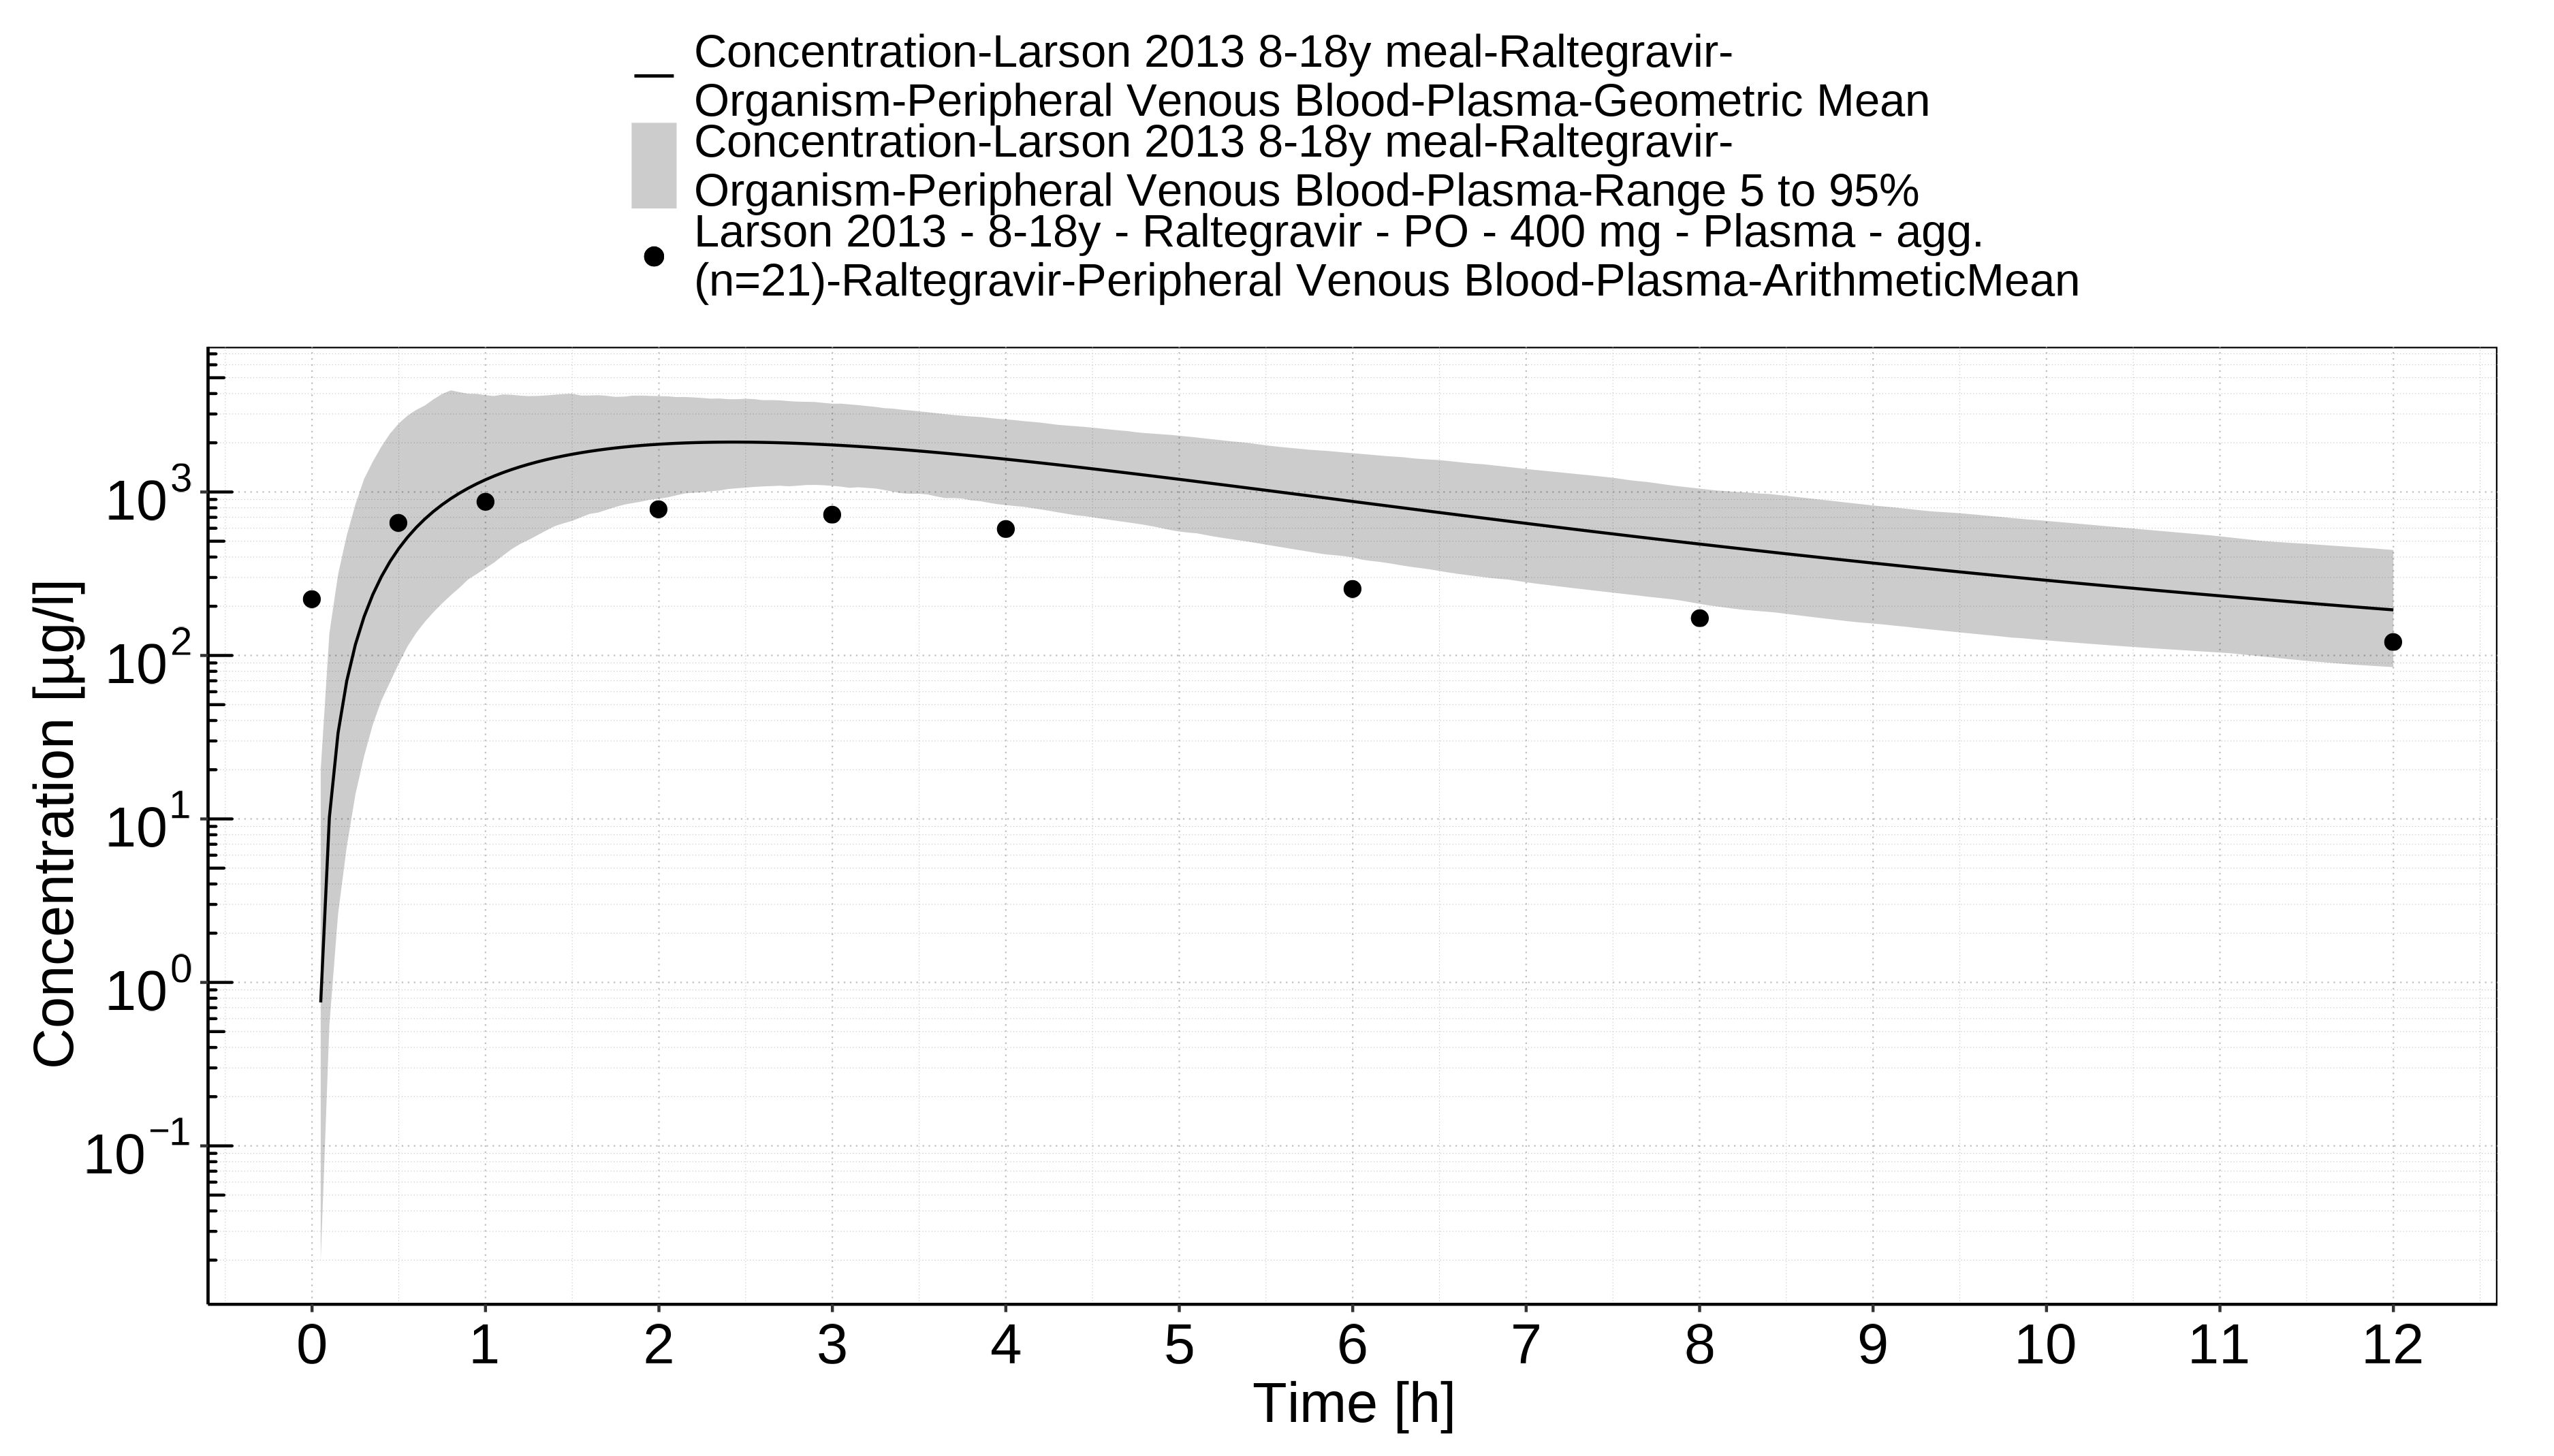 Concentration-Larson 2013 8-18y meal-Raltegravir-
Organism-Peripheral Venous Blood-Plasma-Geometric Mean
Concentration-Larson 2013 8-18y meal-Raltegravir-
Organism-Peripheral Venous Blood-Plasma-Range 5 to 95%
Larson 2013 - 8-18y - Raltegravir - PO - 400 mg - Plasma - agg.
(n=21)-Raltegravir-Peripheral Venous Blood-Plasma-ArithmeticMean
Concentration [µg/l]
10³
10²
10¹
10⁰
10⁻¹
0 1 2 3 4 5 6 7 8 9 10 11 12
Time [h]